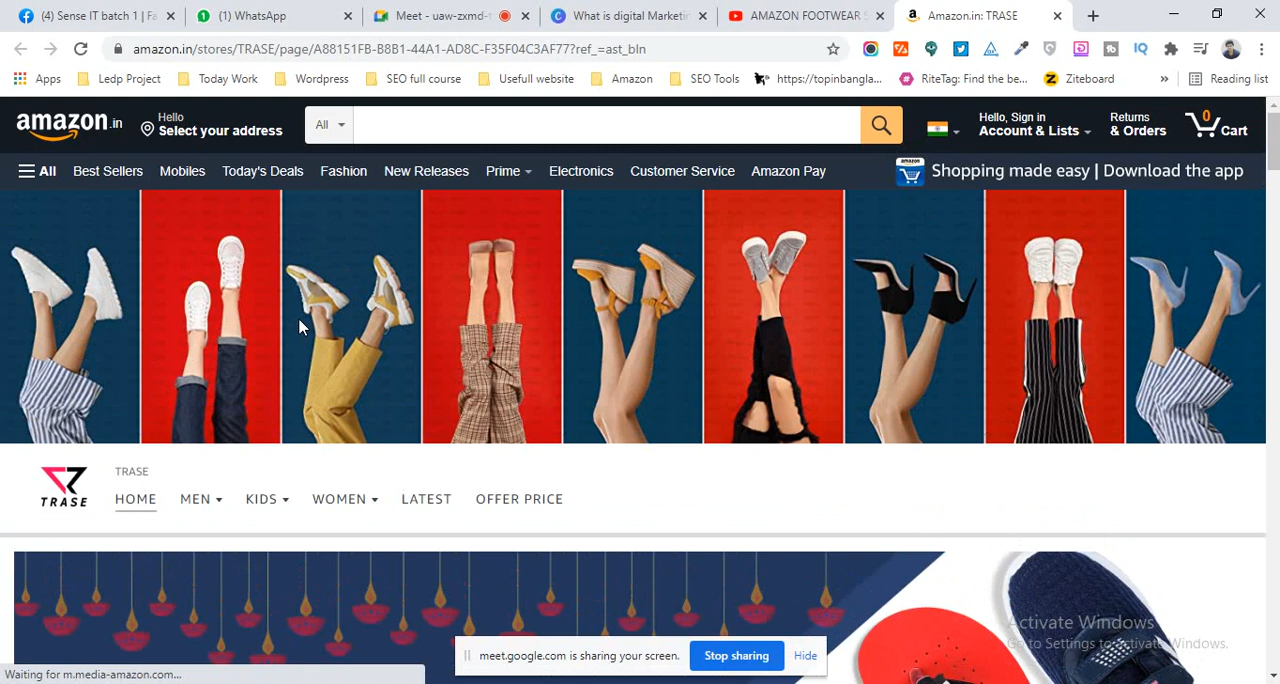 (4) Sense IT batch 1 | Fa
(1) WhatsApp
Meet - uaw-zxmd-
What is digital Marketin
AMAZON FOOTWEAR S
Amazon.in: TRASE
amazon.in/stores/TRASE/page/A88151FB-B8B1-44A1-AD8C-F35F04C3AF77?ref_=ast_bln
Apps
Ledp Project
Today Work
Wordpress
SEO full course
Usefull website
Amazon
SEO Tools
https://topinbangla...
RiteTag: Find the be...
Ziteboard
»
Reading list
amazon.in
Hello
Select your address
All
Hello, Sign in
Account & Lists
Returns
& Orders
0
Cart
All
Best Sellers
Mobiles
Today's Deals
Fashion
New Releases
Prime
Electronics
Customer Service
Amazon Pay
amazon
Shopping made easy | Download the app
TRASE
TRASE
HOME
MEN
KIDS
WOMEN
LATEST
OFFER PRICE
Activate Windows
Go to Settings to activate Windows.
meet.google.com is sharing your screen.
Stop sharing
Hide
Waiting for m.media-amazon.com...